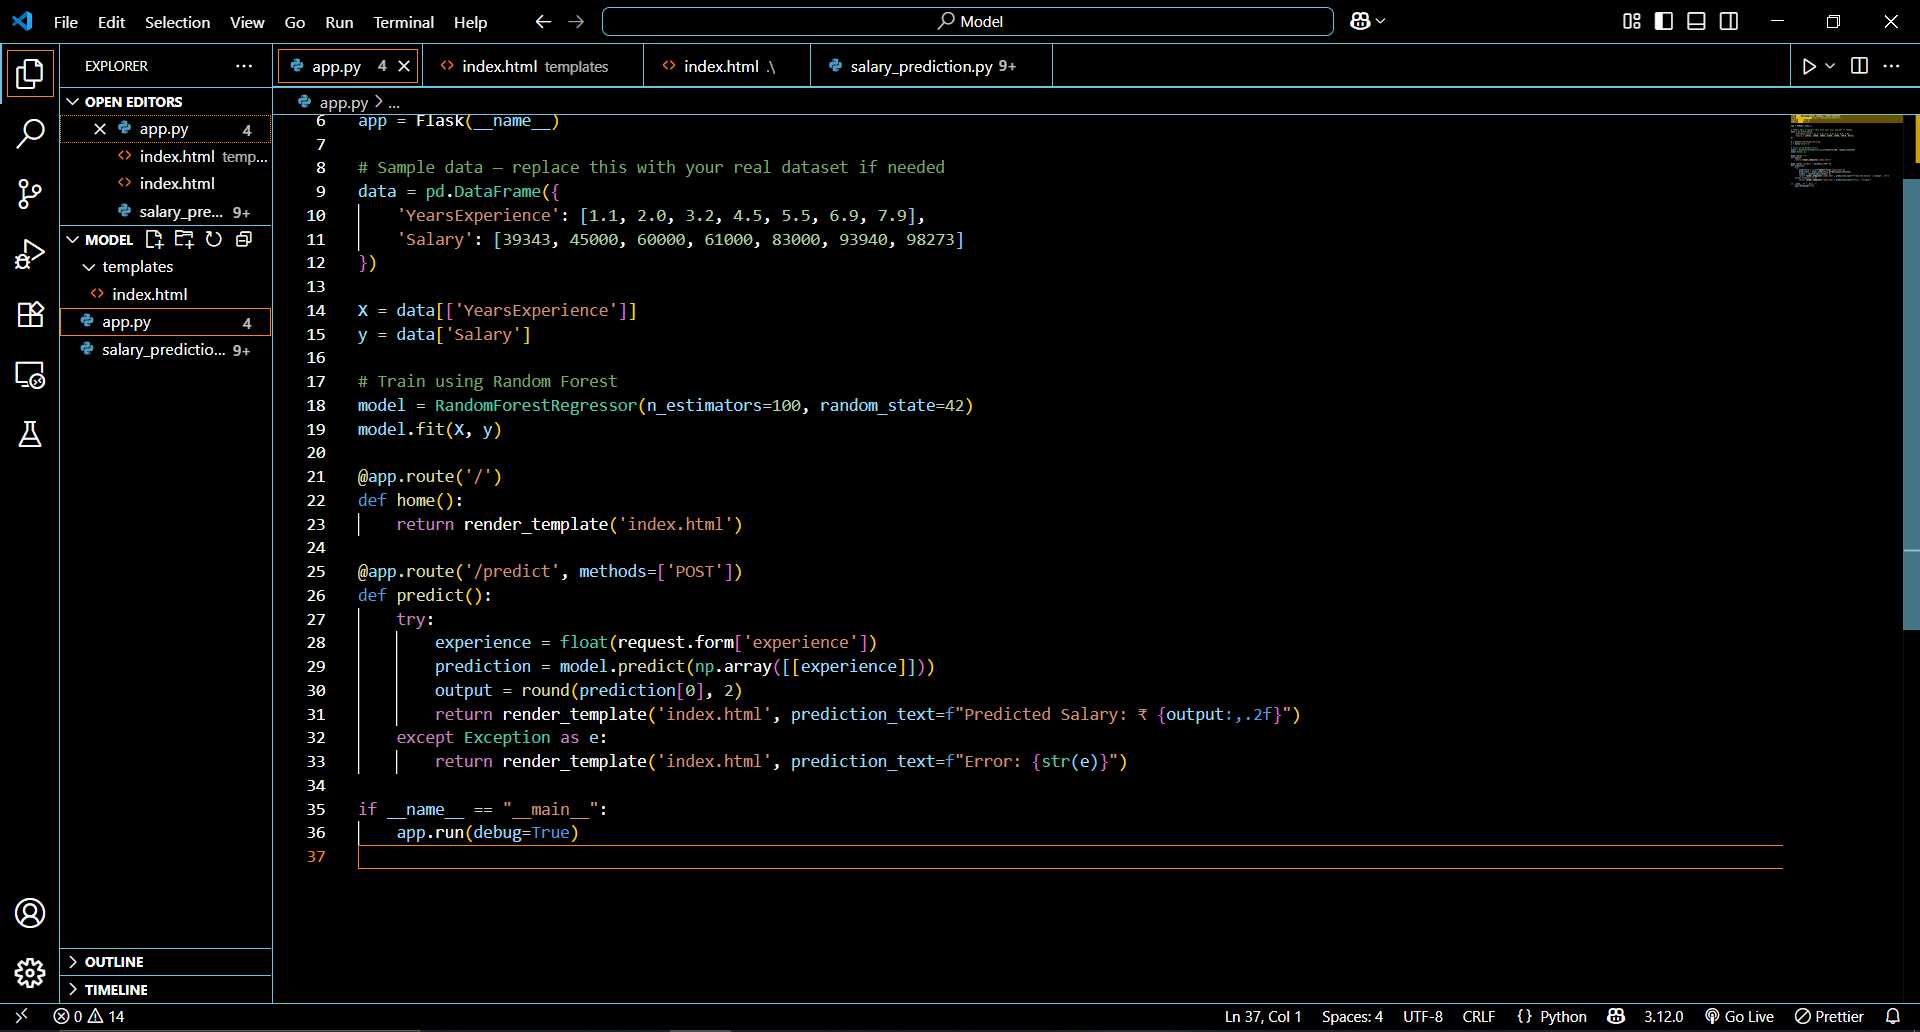 File Edit Selection View Go Run Terminal Help
Model
EXPLORER
OPEN EDITORS
app.py 4
index.html temp...
index.html
salary_pre... 9+
MODEL
templates
index.html
app.py 4
salary_predictio... 9+
OUTLINE
TIMELINE
app.py 4
index.html templates
index.html .\
salary_prediction.py 9+
app.py > ...
6 app = Flask(__name__)
7
8 # Sample data – replace this with your real dataset if needed
9 data = pd.DataFrame({
10     'YearsExperience': [1.1, 2.0, 3.2, 4.5, 5.5, 6.9, 7.9],
11     'Salary': [39343, 45000, 60000, 61000, 83000, 93940, 98273]
12 })
13
14 X = data[['YearsExperience']]
15 y = data['Salary']
16
17 # Train using Random Forest
18 model = RandomForestRegressor(n_estimators=100, random_state=42)
19 model.fit(X, y)
20
21 @app.route('/')
22 def home():
23     return render_template('index.html')
24
25 @app.route('/predict', methods=['POST'])
26 def predict():
27     try:
28         experience = float(request.form['experience'])
29         prediction = model.predict(np.array([[experience]]))
30         output = round(prediction[0], 2)
31         return render_template('index.html', prediction_text=f"Predicted Salary: ₹ {output:,.2f}")
32     except Exception as e:
33         return render_template('index.html', prediction_text=f"Error: {str(e)}")
34
35 if __name__ == "__main__":
36     app.run(debug=True)
37
0 14
Ln 37, Col 1 Spaces: 4 UTF-8 CRLF {} Python 3.12.0 Go Live Prettier